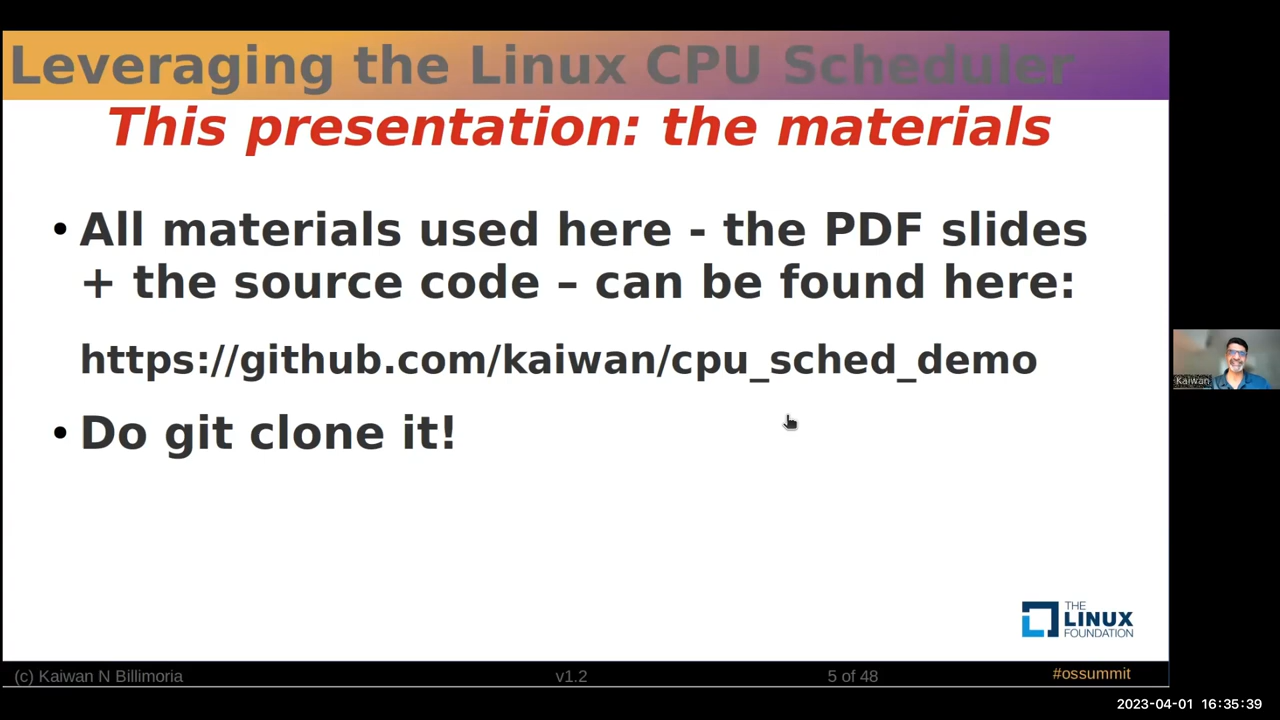 Leveraging the Linux CPU Scheduler
This presentation: the materials
• All materials used here - the PDF slides
+ the source code – can be found here:
https://github.com/kaiwan/cpu_sched_demo
• Do git clone it!
Kaiwan
THE
LINUX
FOUNDATION
(c) Kaiwan N Billimoria
v1.2
5 of 48
#ossummit
2023-04-01 16:35:39